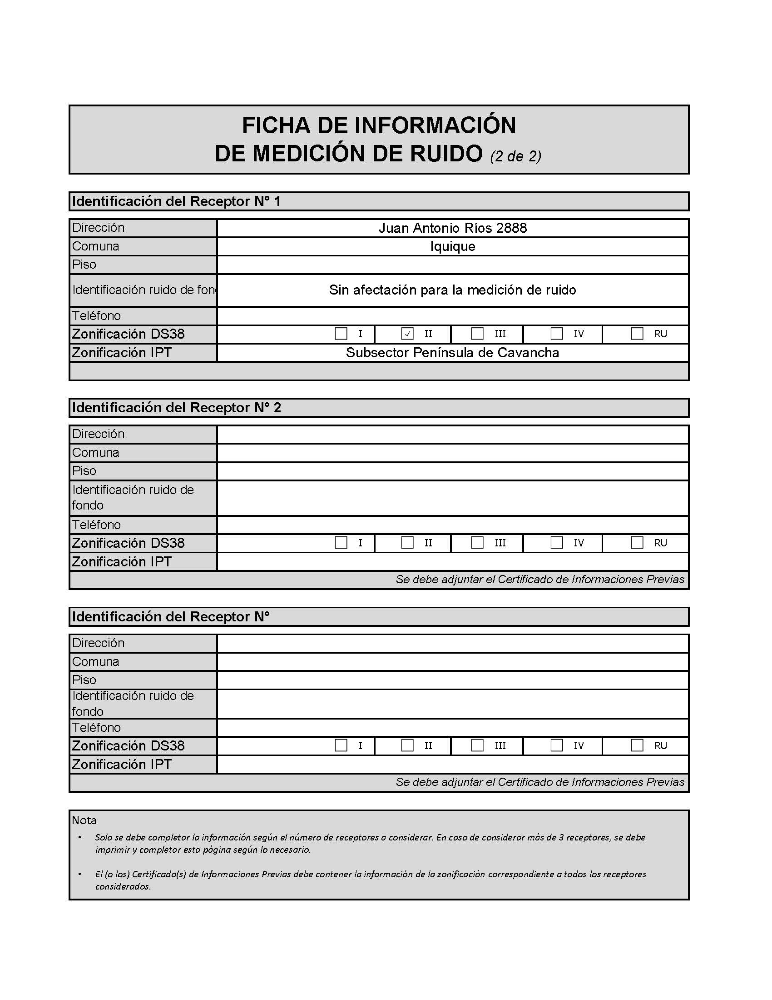 FICHA DE INFORMACIÓN
DE MEDICIÓN DE RUIDO (2 de 2)
Identificación del Receptor N° 1
Dirección Juan Antonio Ríos 2888
Comuna Iquique
Piso
Identificación ruido de fon Sin afectación para la medición de ruido
Teléfono
Zonificación DS38 ☐ I ☑ II ☐ III ☐ IV ☐ RU
Zonificación IPT Subsector Península de Cavancha
Identificación del Receptor N° 2
Dirección
Comuna
Piso
Identificación ruido de
fondo
Teléfono
Zonificación DS38 ☐ I ☐ II ☐ III ☐ IV ☐ RU
Zonificación IPT
Se debe adjuntar el Certificado de Informaciones Previas
Identificación del Receptor N°
Dirección
Comuna
Piso
Identificación ruido de
fondo
Teléfono
Zonificación DS38 ☐ I ☐ II ☐ III ☐ IV ☐ RU
Zonificación IPT
Se debe adjuntar el Certificado de Informaciones Previas
Nota
• Solo se debe completar la información según el número de receptores a considerar. En caso de considerar más de 3 receptores, se debe
imprimir y completar esta página según lo necesario.
• El (o los) Certificado(s) de Informaciones Previas debe contener la información de la zonificación correspondiente a todos los receptores
considerados.